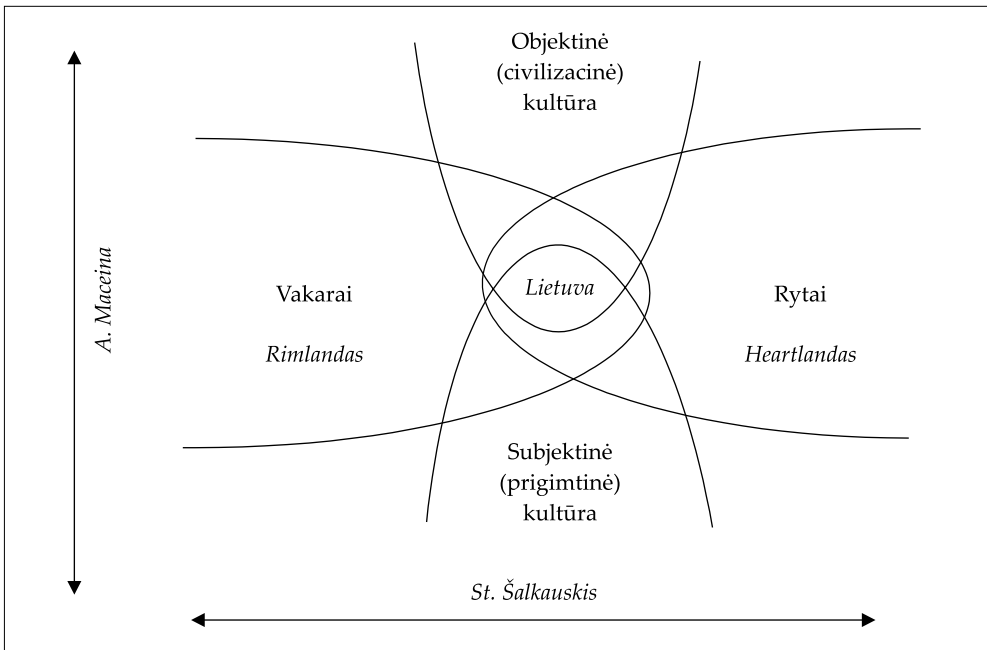 Objektinė
(civilizacinė)
kultūra
A. Maceina
Vakarai
Rimlandas
Lietuva
Rytai
Heartlandas
Subjektinė
(prigimtinė)
kultūra
St. Šalkauskis